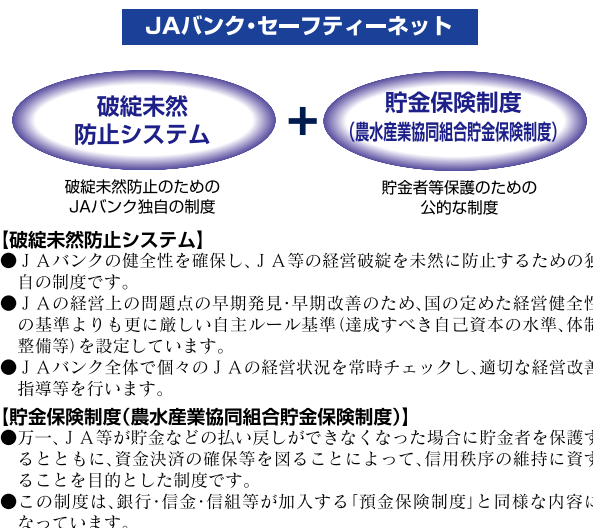 JAバンク・セーフティーネット
破綻未然
防止システム
+
貯金保険制度
(農水産業協同組合貯金保険制度)
破綻未然防止のための
JAバンク独自の制度
貯金者等保護のための
公的な制度
【破綻未然防止システム】
●ＪＡバンクの健全性を確保し、ＪＡ等の経営破綻を未然に防止するための独
自の制度です。
●ＪＡの経営上の問題点の早期発見・早期改善のため、国の定めた経営健全性
の基準よりも更に厳しい自主ルール基準(達成すべき自己資本の水準、体制
整備等)を設定しています。
●ＪＡバンク全体で個々のＪＡの経営状況を常時チェックし、適切な経営改善
指導等を行います。
【貯金保険制度(農水産業協同組合貯金保険制度)】
●万一、ＪＡ等が貯金などの払い戻しができなくなった場合に貯金者を保護す
るとともに、資金決済の確保等を図ることによって、信用秩序の維持に資す
ることを目的とした制度です。
●この制度は、銀行・信金・信組等が加入する「預金保険制度」と同様な内容に
なっています。